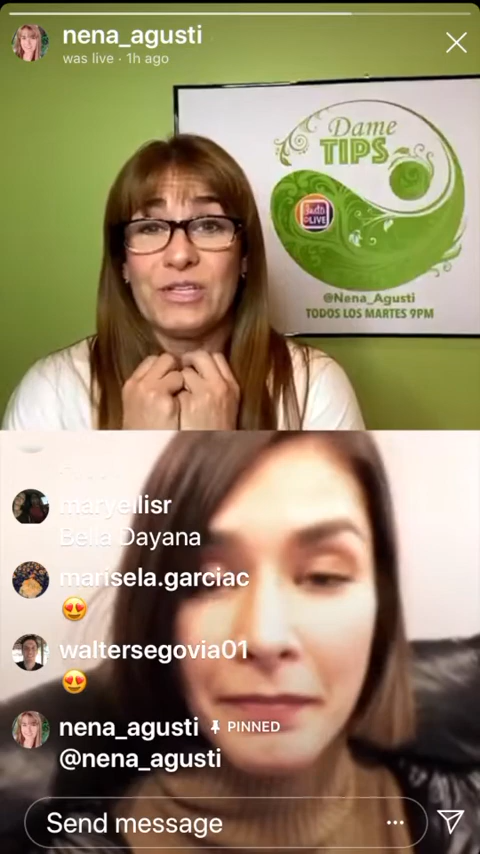 nena_agusti
was live · 1h ago
Dame
TIPS
Insta
LIVE
@Nena_Agusti
TODOS LOS MARTES 9PM
maryellisr
Bella Dayana
marisela.garciac
😍
waltersegovia01
😍
nena_agusti PINNED
@nena_agusti
Send message